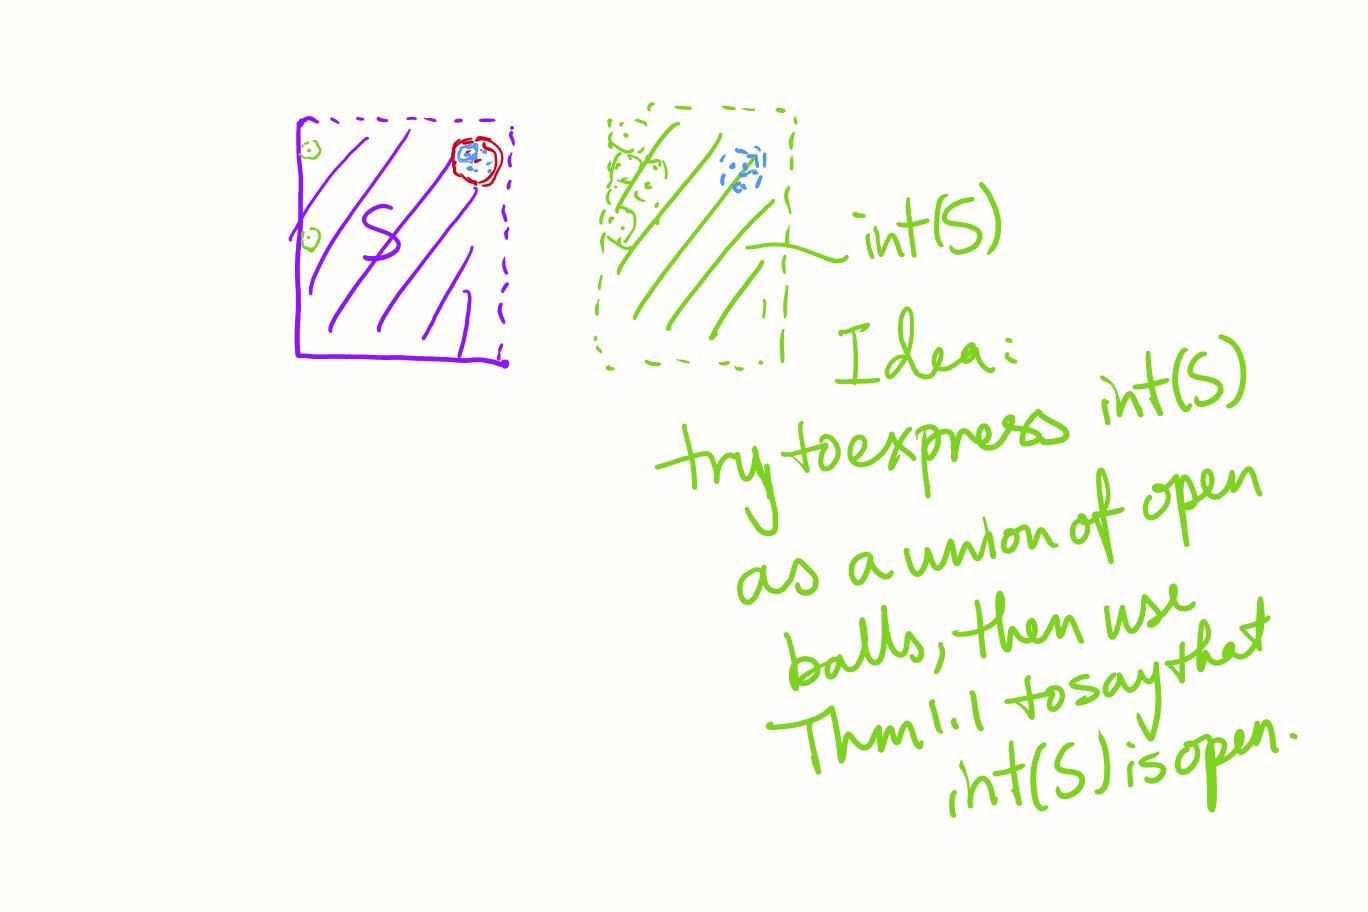 S
int(S)
Idea:
try to express int(S)
as a union of open
balls, then use
Thm 1.1 to say that
int(S) is open.